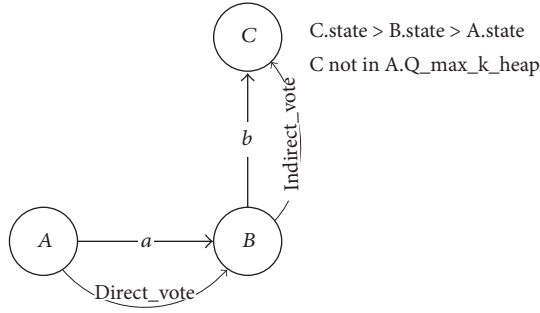 C
C.state > B.state > A.state
C not in A.Q_max_k_heap
b
Indirect_vote
A
a
B
Direct_vote